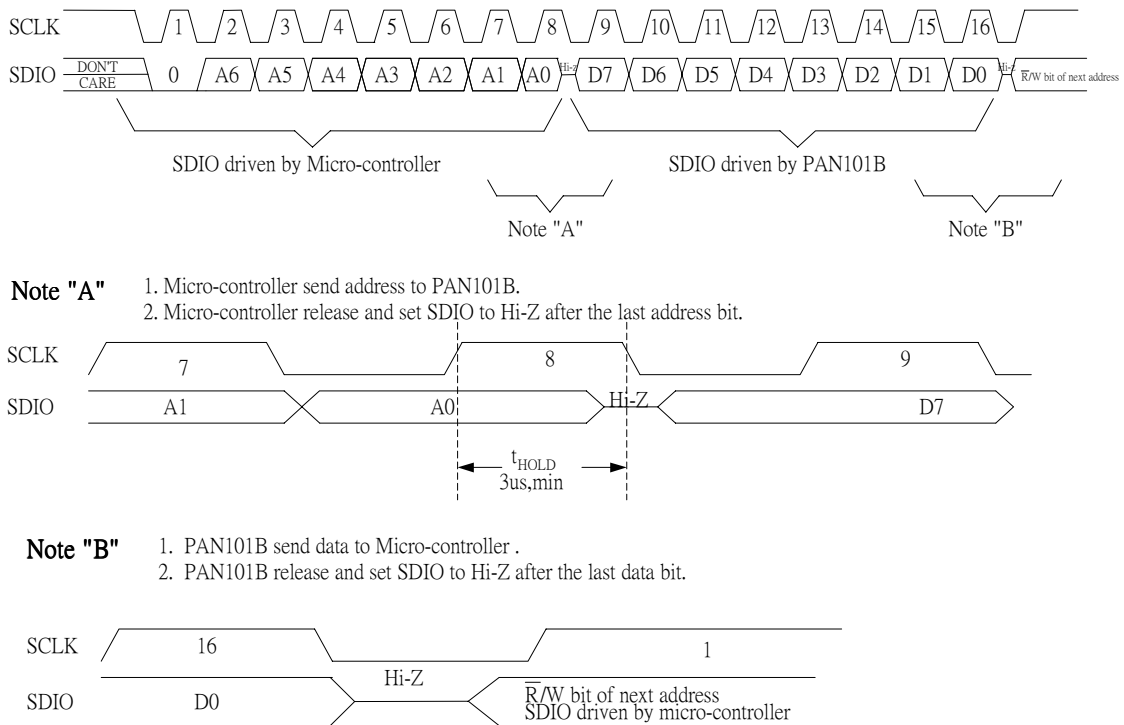 SCLK 1 2 3 4 5 6 7 8 9 10 11 12 13 14 15 16
SDIO DON'T CARE 0 A6 A5 A4 A3 A2 A1 A0 Hi-z D7 D6 D5 D4 D3 D2 D1 D0 Hi-z R̅/W bit of next address
SDIO driven by Micro-controller SDIO driven by PAN101B
Note "A" Note "B"
Note "A" 1. Micro-controller send address to PAN101B.
2. Micro-controller release and set SDIO to Hi-Z after the last address bit.
SCLK 7 8 9
SDIO A1 A0 Hi-Z D7
tHOLD
3us,min
Note "B" 1. PAN101B send data to Micro-controller .
2. PAN101B release and set SDIO to Hi-Z after the last data bit.
SCLK 16 1
Hi-Z
SDIO D0 R̅/W bit of next address
SDIO driven by micro-controller